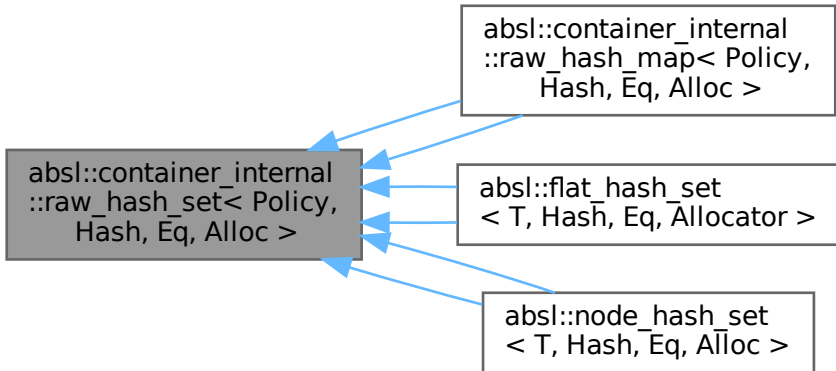 absl::container_internal
::raw_hash_map< Policy,
Hash, Eq, Alloc >
absl::container_internal
::raw_hash_set< Policy,
Hash, Eq, Alloc >
absl::flat_hash_set
< T, Hash, Eq, Allocator >
absl::node_hash_set
< T, Hash, Eq, Alloc >